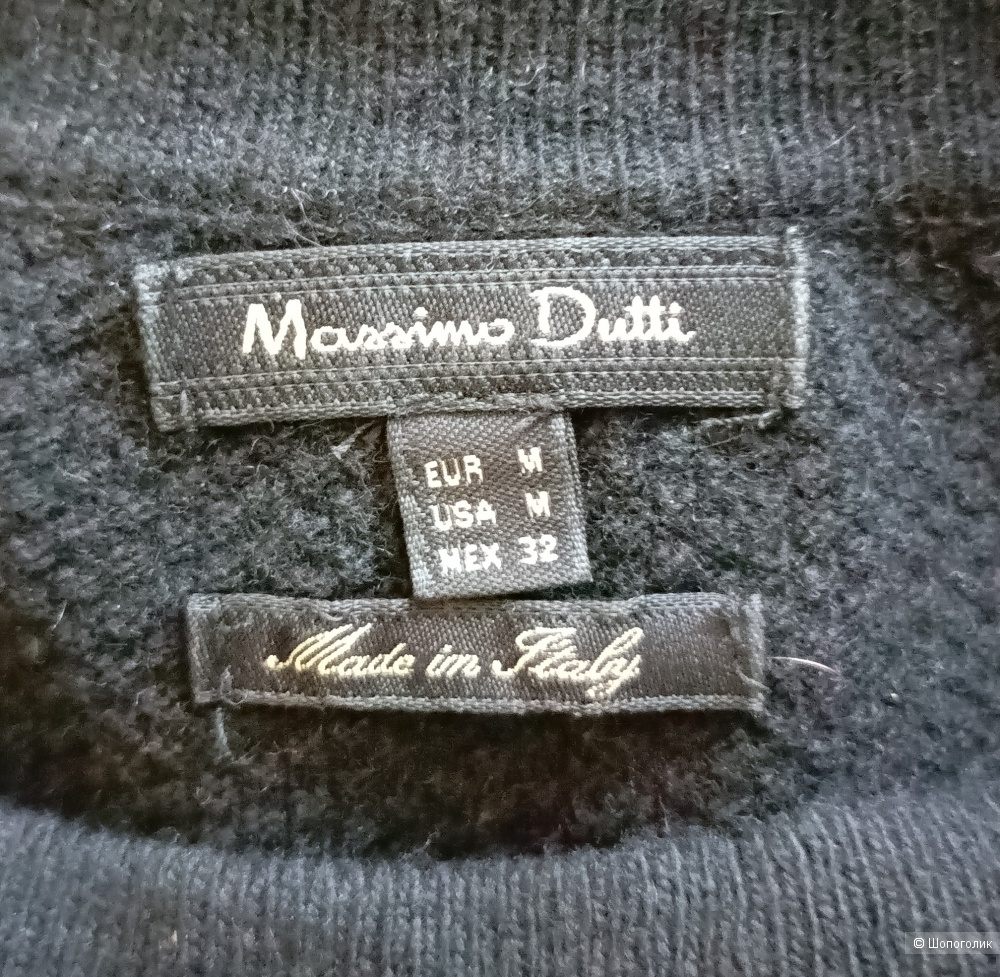 Massimo Dutti
EUR M
USA M
MEX 32
Made in Italy
© Шопоголик